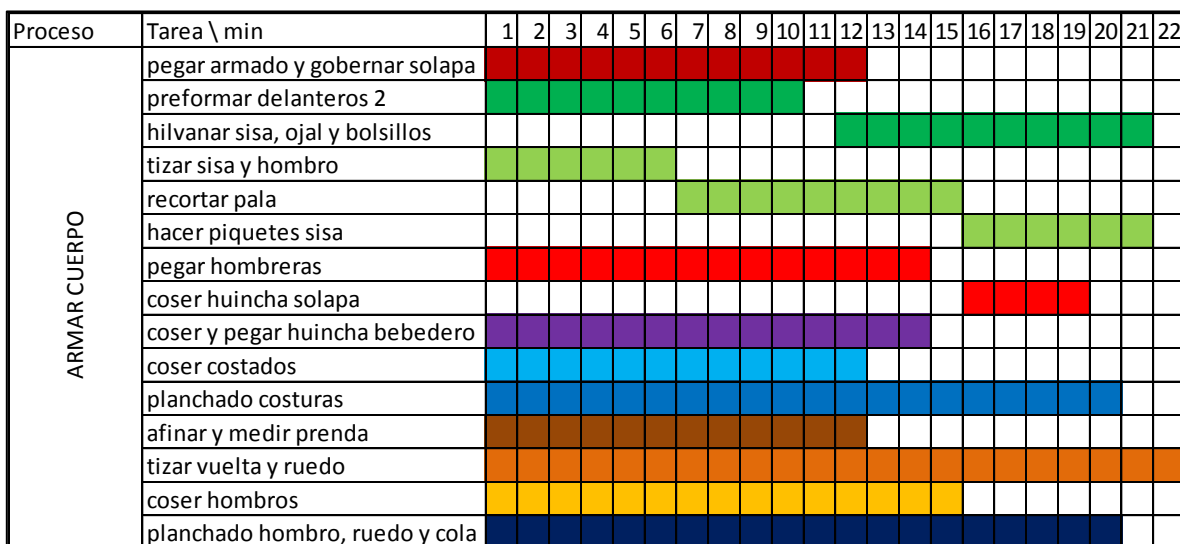 Proceso Tarea \ min 1 2 3 4 5 6 7 8 9 10 11 12 13 14 15 16 17 18 19 20 21 22
ARMAR CUERPO
pegar armado y gobernar solapa
preformar delanteros 2
hilvanar sisa, ojal y bolsillos
tizar sisa y hombro
recortar pala
hacer piquetes sisa
pegar hombreras
coser huincha solapa
coser y pegar huincha bebedero
coser costados
planchado costuras
afinar y medir prenda
tizar vuelta y ruedo
coser hombros
planchado hombro, ruedo y cola